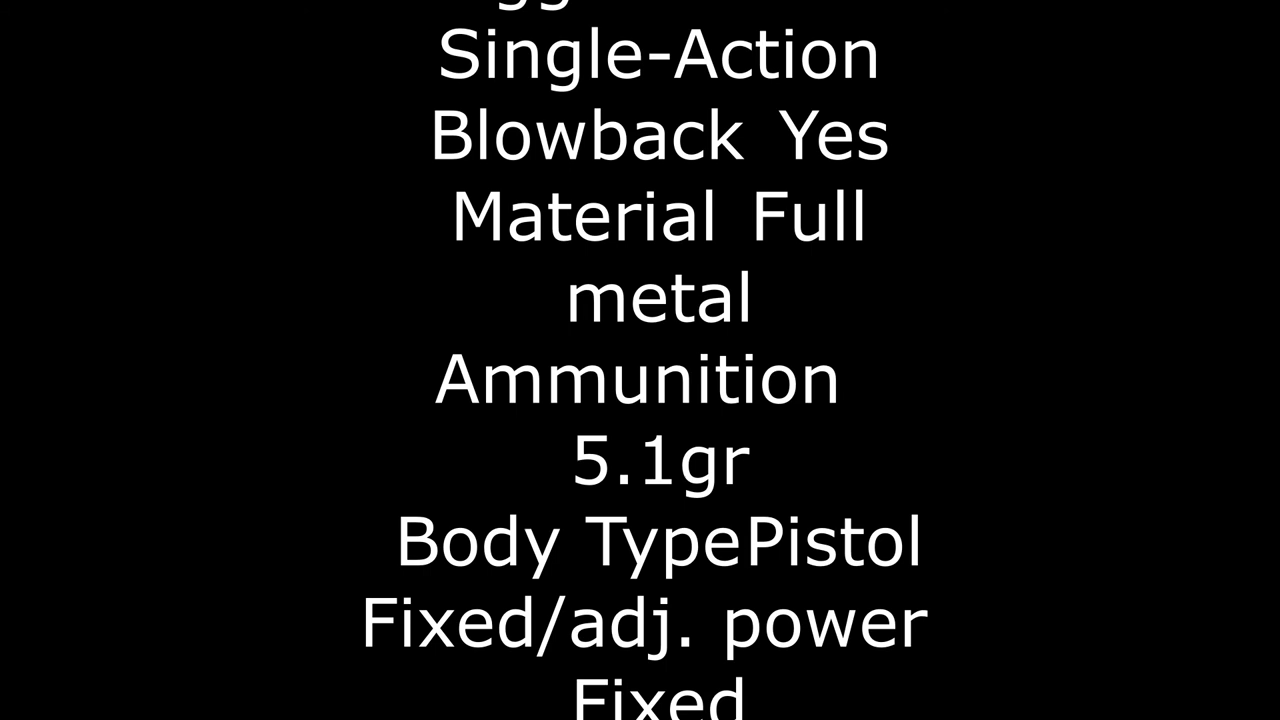 Single-Action
Blowback Yes
Material Full
metal
Ammunition
5.1gr
Body TypePistol
Fixed/adj. power
Fixed